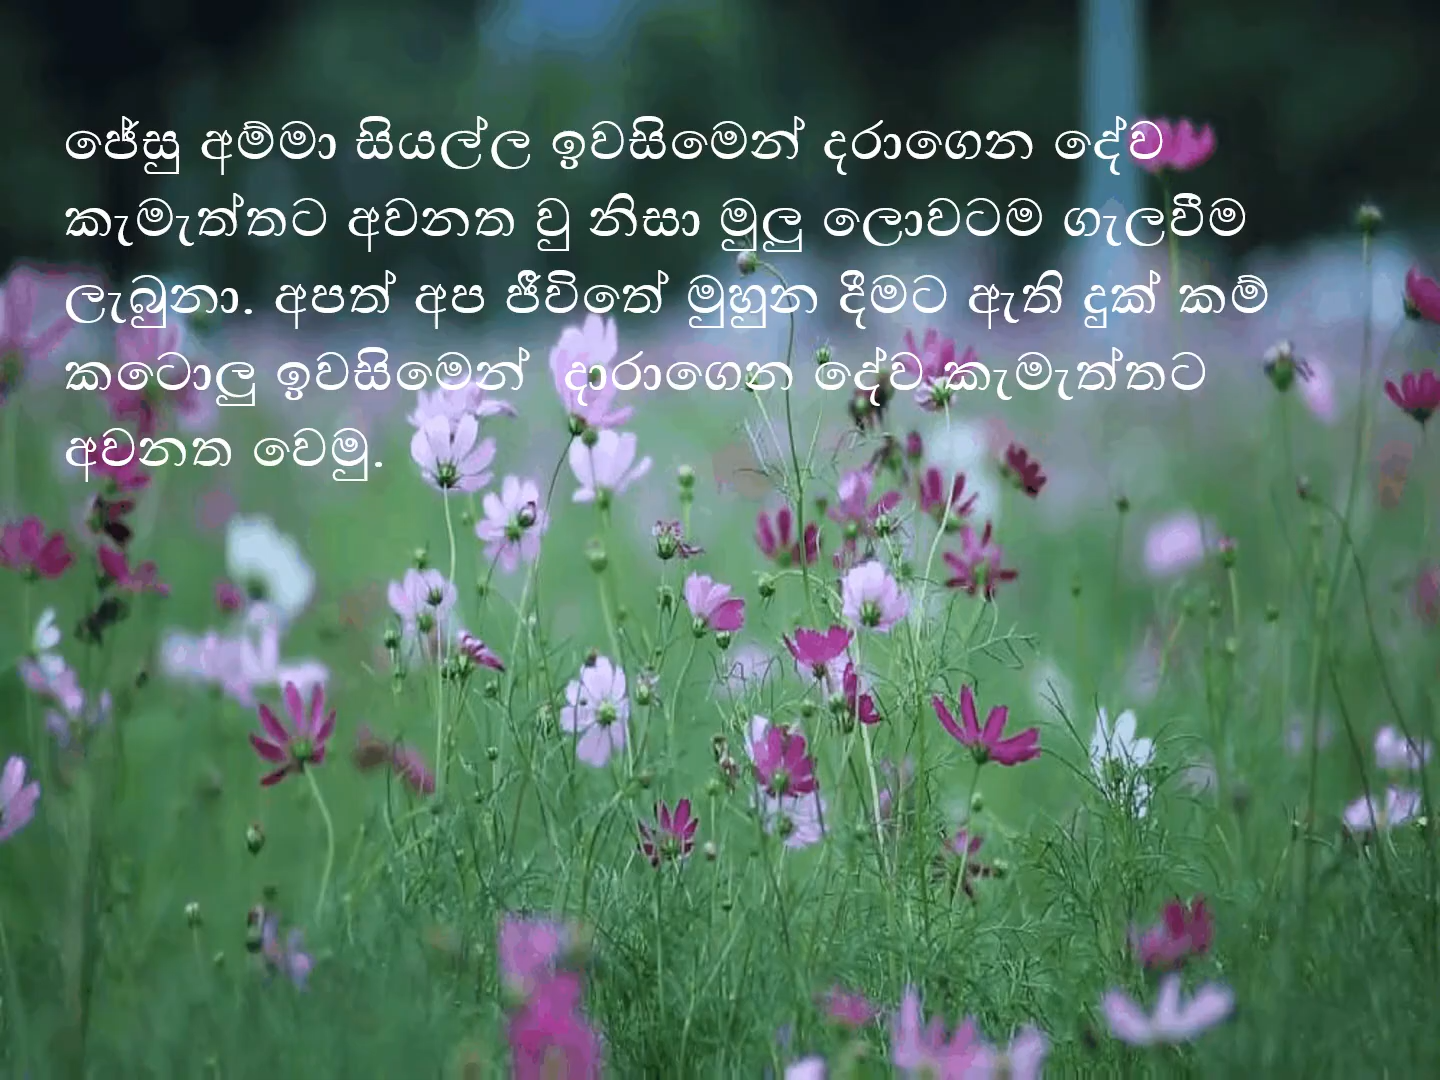 ජේසු අම්මා සියල්ල ඉවසිමෙන් දරාගෙන දේව
කැමැත්තට අවනත වු නිසා මුලු ලොවටම ගැලවීම
ලැබුනා. අපත් අප ජීවිතේ මුහුන දීමට ඇති දුක් කම්
කටොලු ඉවසිමෙන් දාරාගෙන දේව කැමැත්තට
අවනත වෙමු.